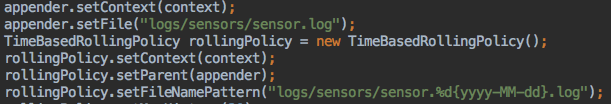 appender.setContext(context);
appender.setFile("logs/sensors/sensor.log");
TimeBasedRollingPolicy rollingPolicy = new TimeBasedRollingPolicy();
rollingPolicy.setContext(context);
rollingPolicy.setParent(appender);
rollingPolicy.setFileNamePattern("logs/sensors/sensor.%d{yyyy-MM-dd}.log");